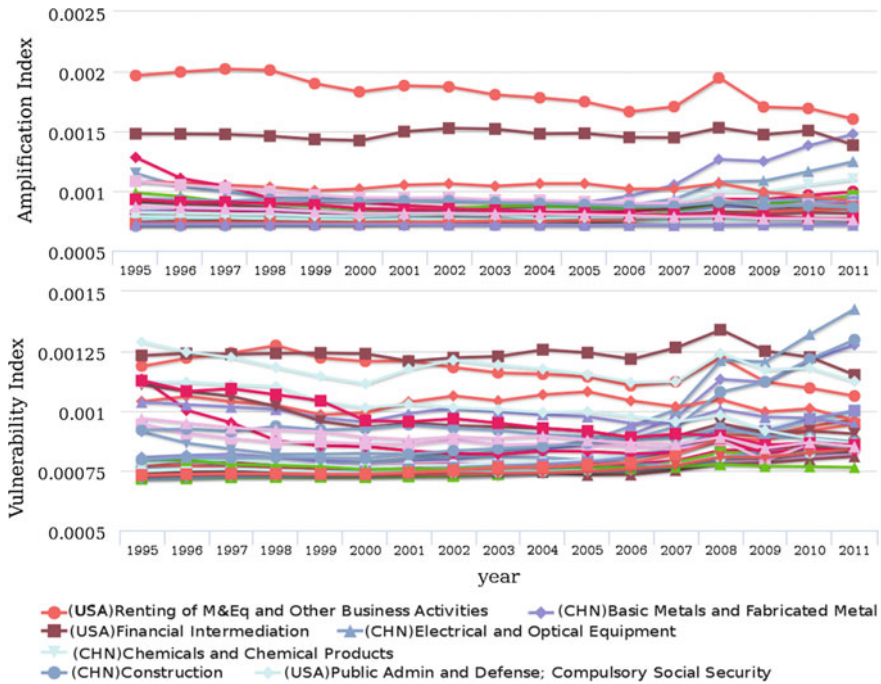 0.0025
0.002
0.0015
0.001
0.0005
Amplification Index
1995 1996 1997 1998 1999 2000 2001 2002 2003 2004 2005 2006 2007 2008 2009 2010 2011
0.0015
0.00125
0.001
0.00075
0.0005
Vulnerability Index
1995 1996 1997 1998 1999 2000 2001 2002 2003 2004 2005 2006 2007 2008 2009 2010 2011
year
(USA)Renting of M&Eq and Other Business Activities (CHN)Basic Metals and Fabricated Metal
(USA)Financial Intermediation (CHN)Electrical and Optical Equipment
(CHN)Chemicals and Chemical Products
(CHN)Construction (USA)Public Admin and Defense; Compulsory Social Security